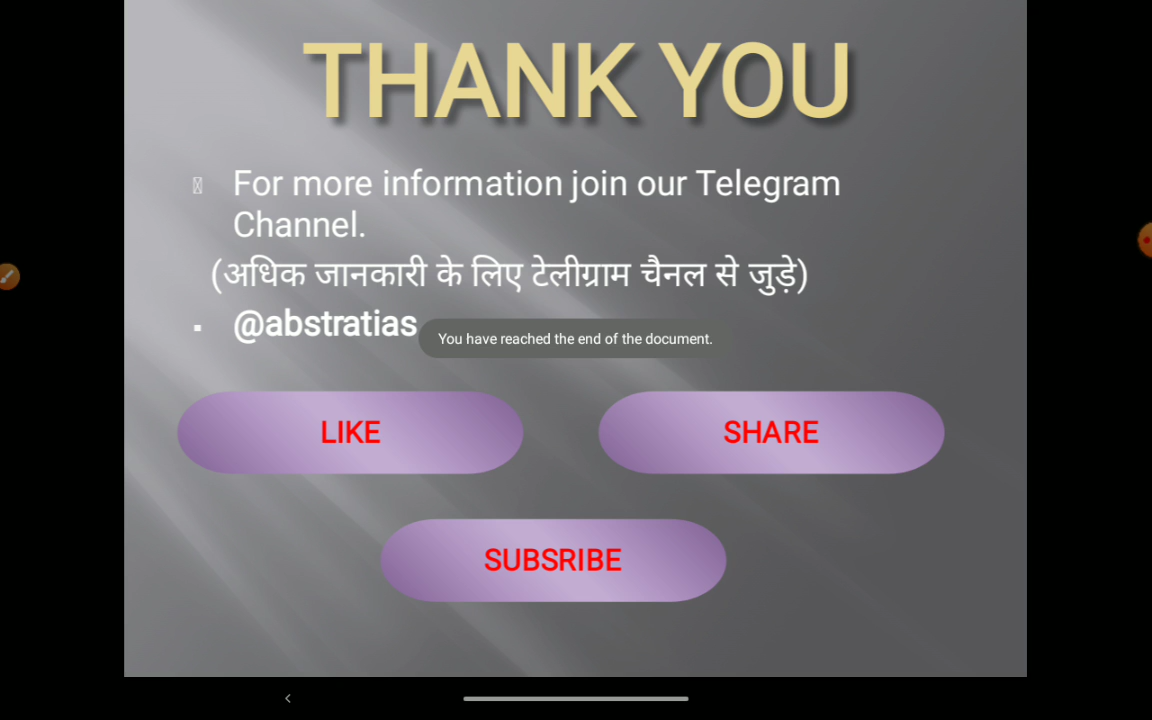 THANK YOU
For more information join our Telegram
Channel.
(अधिक जानकारी के लिए टेलीग्राम चैनल से जुड़े)
@abstratias
You have reached the end of the document.
LIKE
SHARE
SUBSRIBE